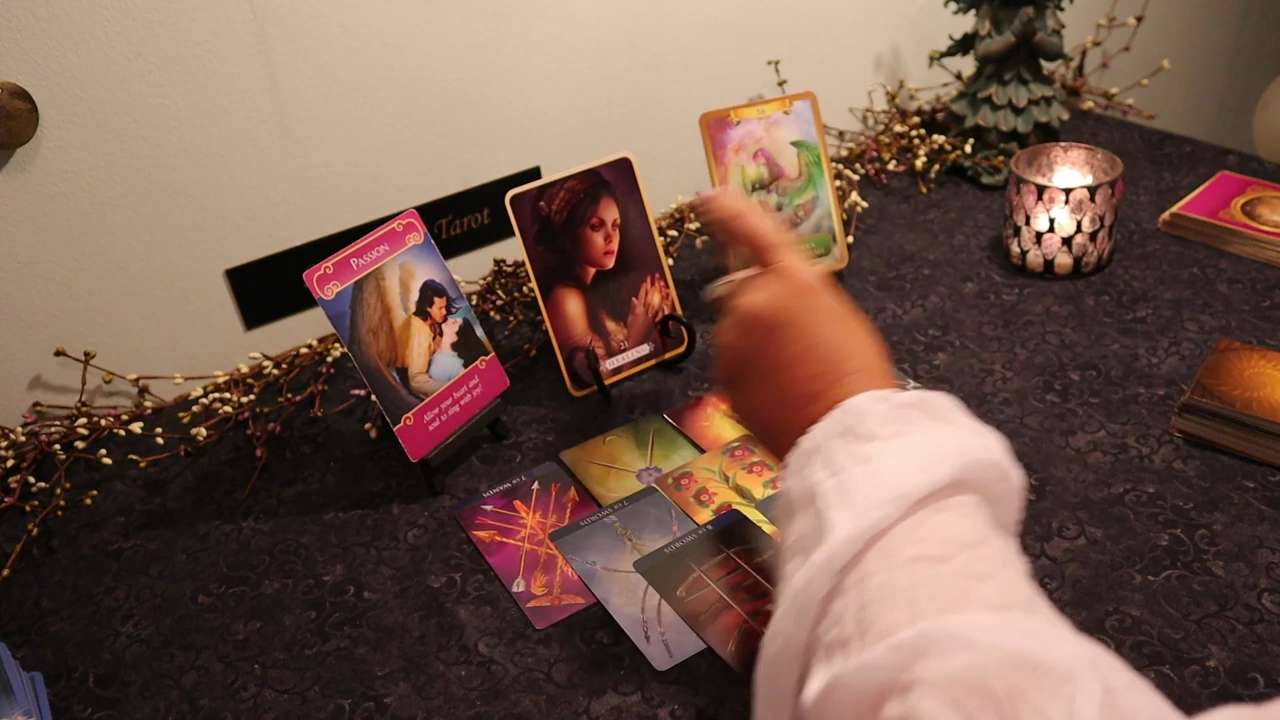 Tarot
PASSION
Allow your heart and
soul to sing with joy!
21
HEALING
7 OF WANDS
7 OF SWORDS
8 OF SWORDS